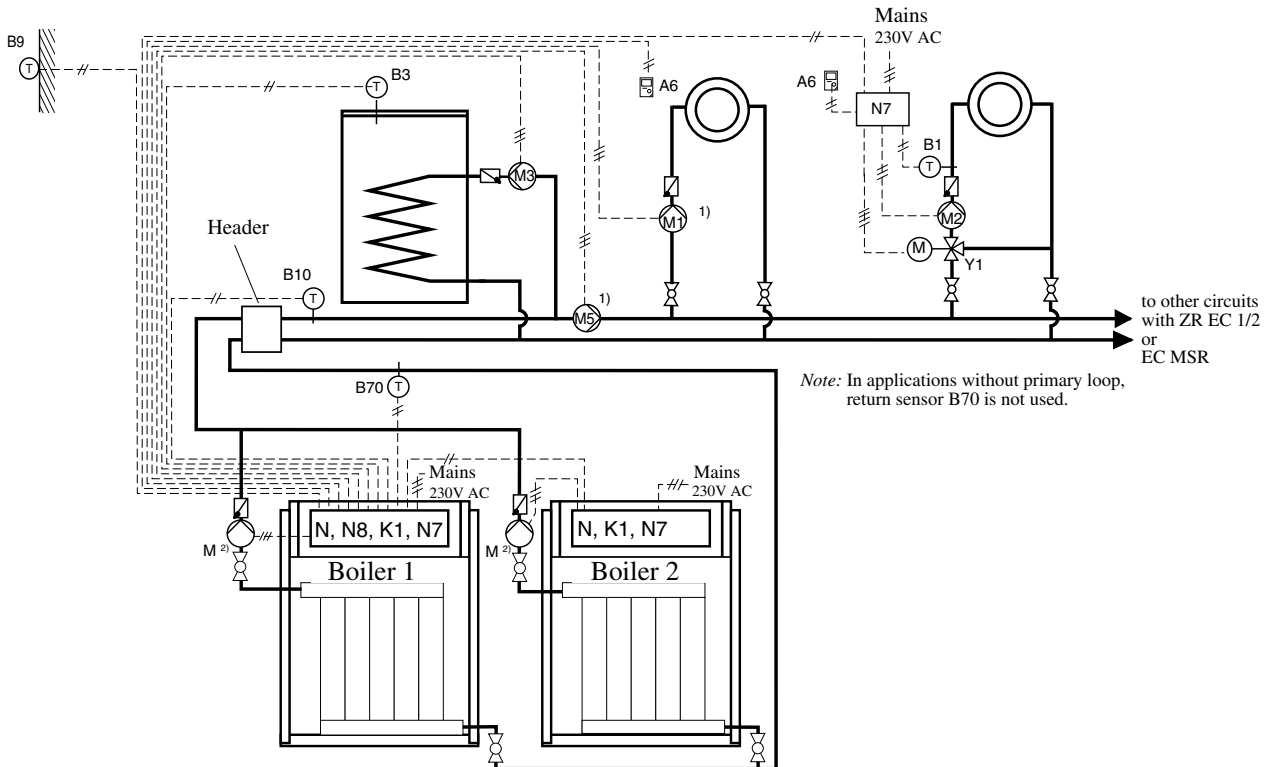 Mains
230V AC
B9
T
B3
T
A6
A6
N7
B1
T
M3
M1
1)
M2
M
Y1
Header
B10
T
M5
1)
to other circuits
with ZR EC 1/2
or
EC MSR
B70
T
Note: In applications without primary loop,
return sensor B70 is not used.
Mains
230V AC
Mains
230V AC
N, N8, K1, N7
N, K1, N7
M 2)
M 2)
Boiler 1
Boiler 2